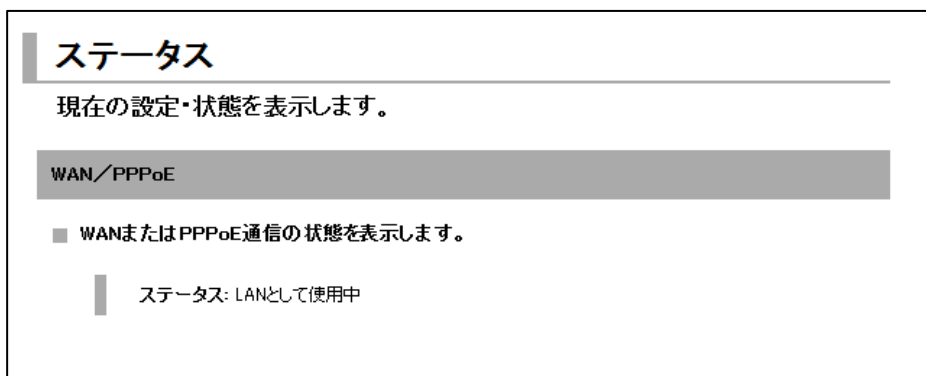 ステータス
現在の設定・状態を表示します。
WAN／PPPoE
WANまたはPPPoE通信の状態を表示します。
ステータス: LANとして使用中